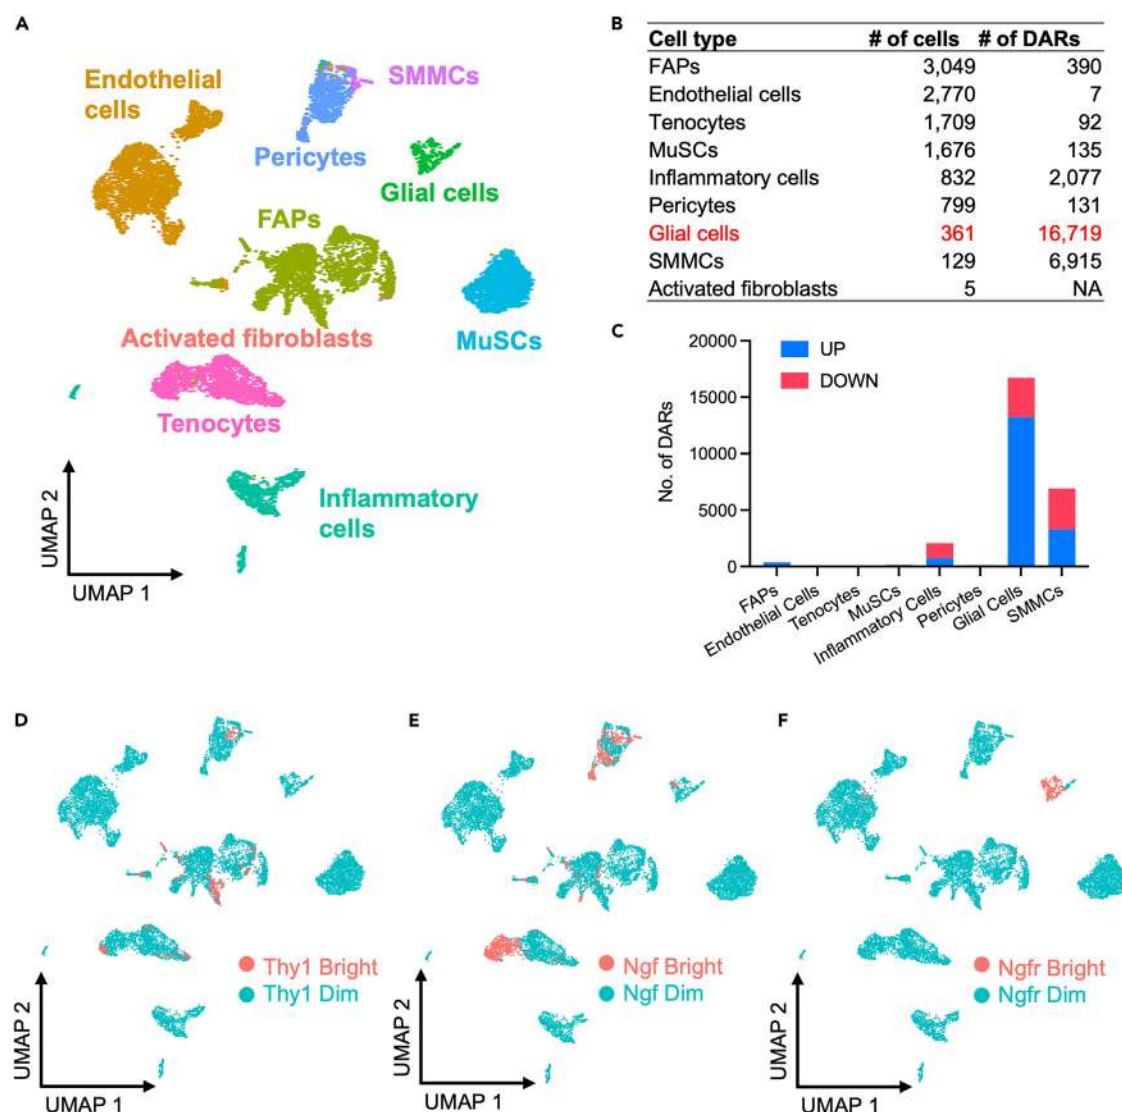 A
Endothelial
cells
SMMCs
Pericytes
Glial cells
FAPs
Activated fibroblasts
MuSCs
Tenocytes
Inflammatory
cells
UMAP 2
UMAP 1
B
Cell type # of cells # of DARs
FAPs 3,049 390
Endothelial cells 2,770 7
Tenocytes 1,709 92
MuSCs 1,676 135
Inflammatory cells 832 2,077
Pericytes 799 131
Glial cells 361 16,719
SMMCs 129 6,915
Activated fibroblasts 5 NA
C
UP
DOWN
No. of DARs
20000
15000
10000
5000
0
FAPs
Endothelial Cells
Tenocytes
MuSCs
Inflammatory Cells
Pericytes
Glial Cells
SMMCs
D
Thy1 Bright
Thy1 Dim
UMAP 2
UMAP 1
E
Ngf Bright
Ngf Dim
UMAP 2
UMAP 1
F
Ngfr Bright
Ngfr Dim
UMAP 2
UMAP 1